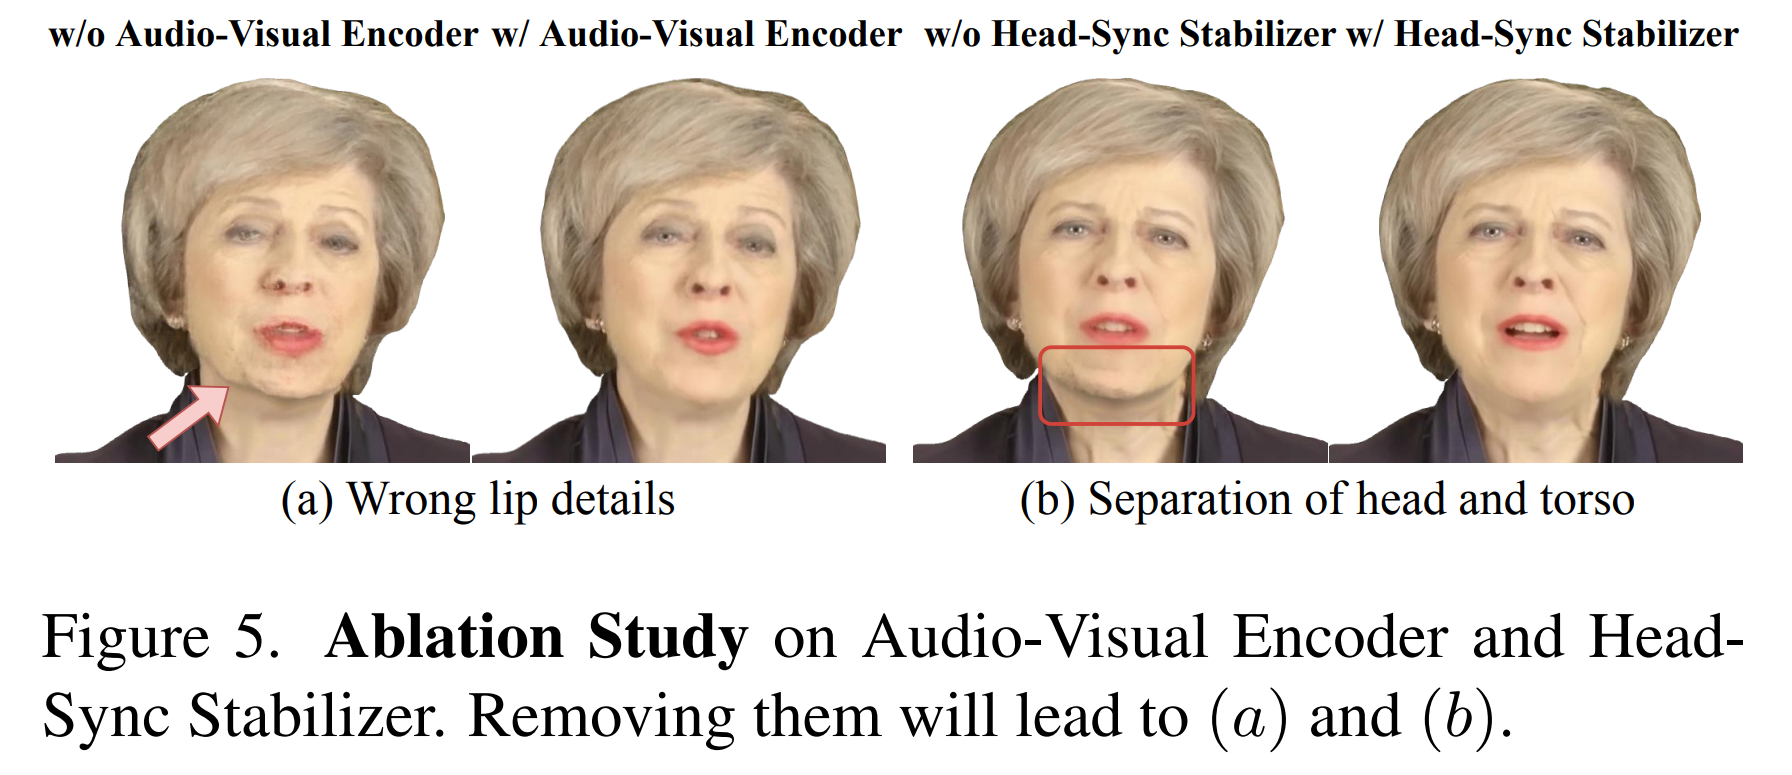 w/o Audio-Visual Encoder w/ Audio-Visual Encoder w/o Head-Sync Stabilizer w/ Head-Sync Stabilizer
(a) Wrong lip details (b) Separation of head and torso
Figure 5. Ablation Study on Audio-Visual Encoder and Head-
Sync Stabilizer. Removing them will lead to (a) and (b).